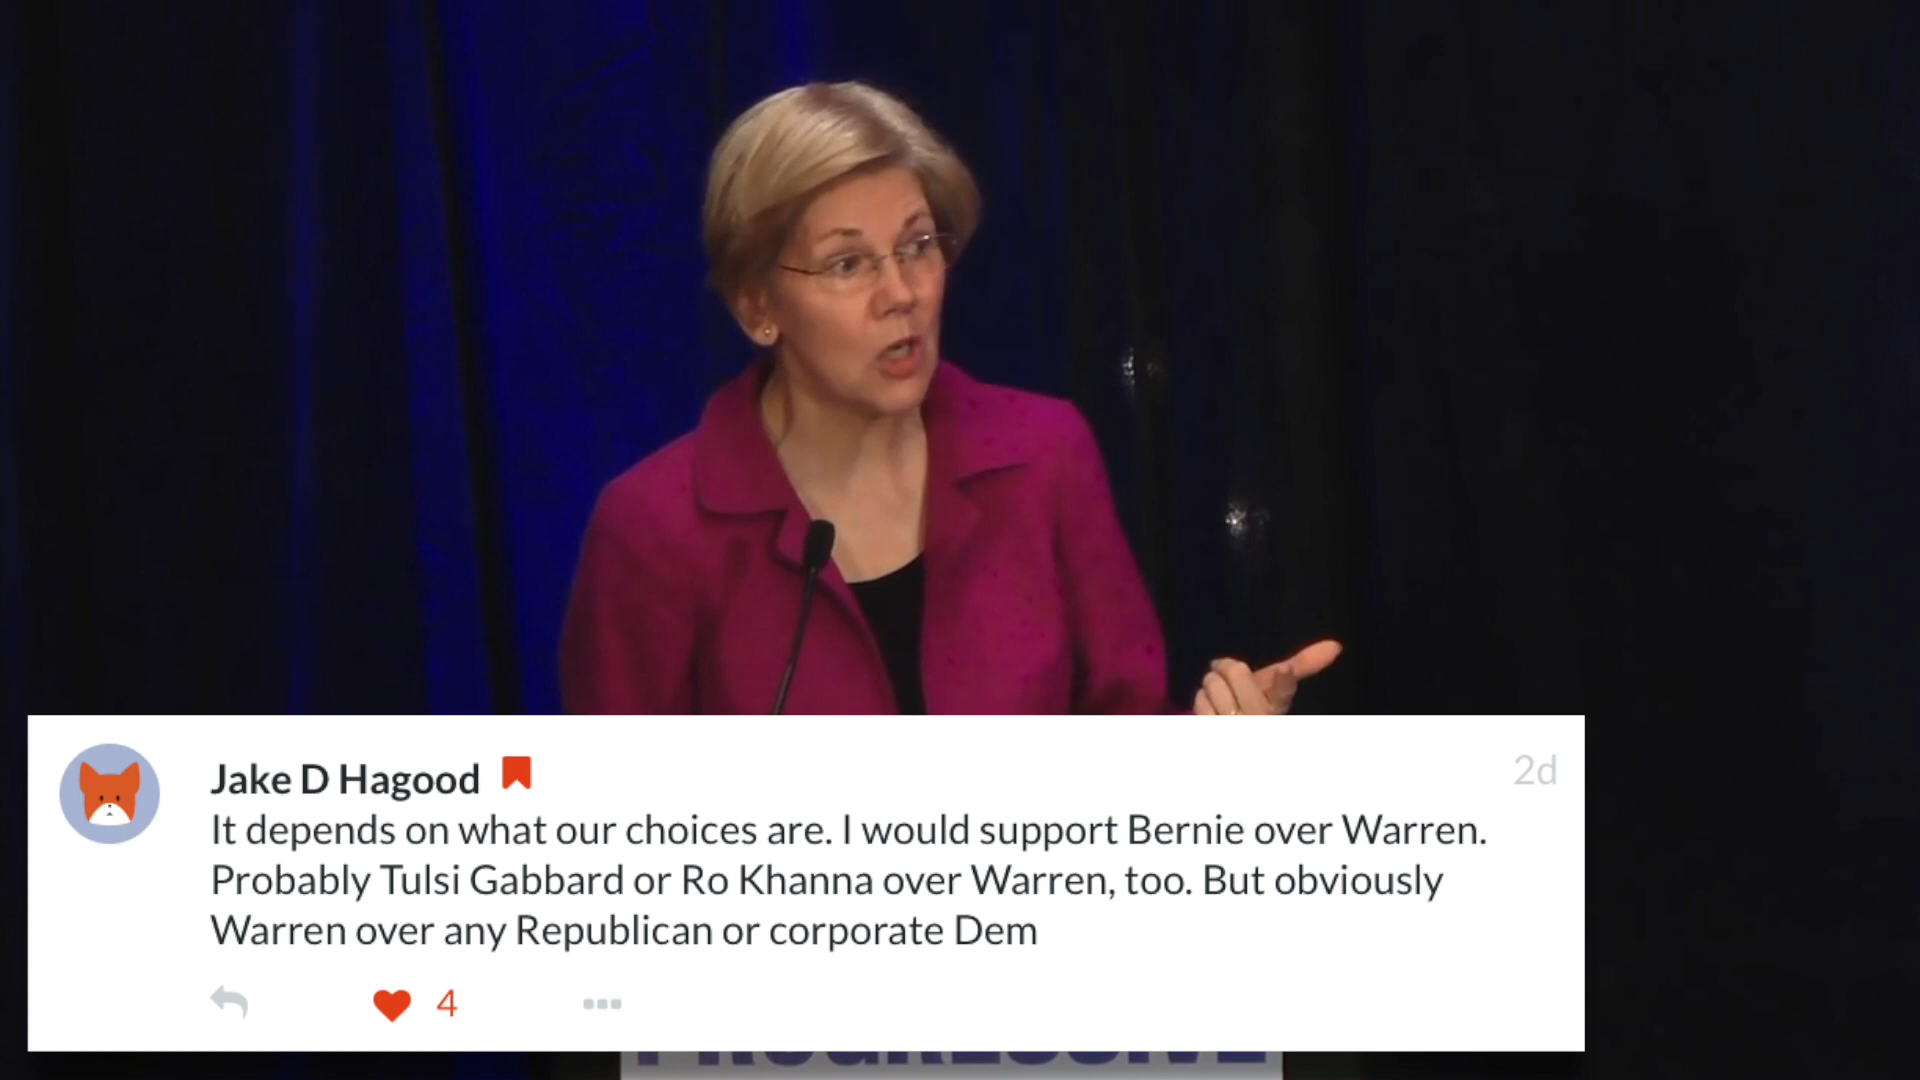 Jake D Hagood
2d
It depends on what our choices are. I would support Bernie over Warren.
Probably Tulsi Gabbard or Ro Khanna over Warren, too. But obviously
Warren over any Republican or corporate Dem
4
PROGRESSIVE